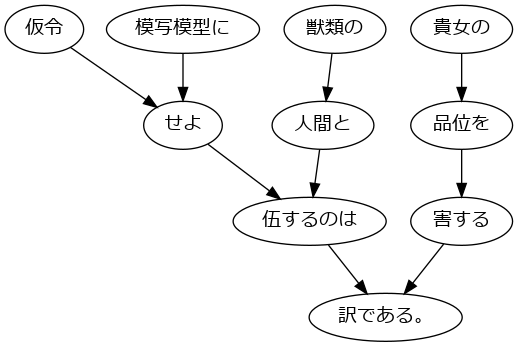 仮令 模写模型に 獣類の 貴女の
せよ 人間と 品位を
伍するのは 害する
訳である。